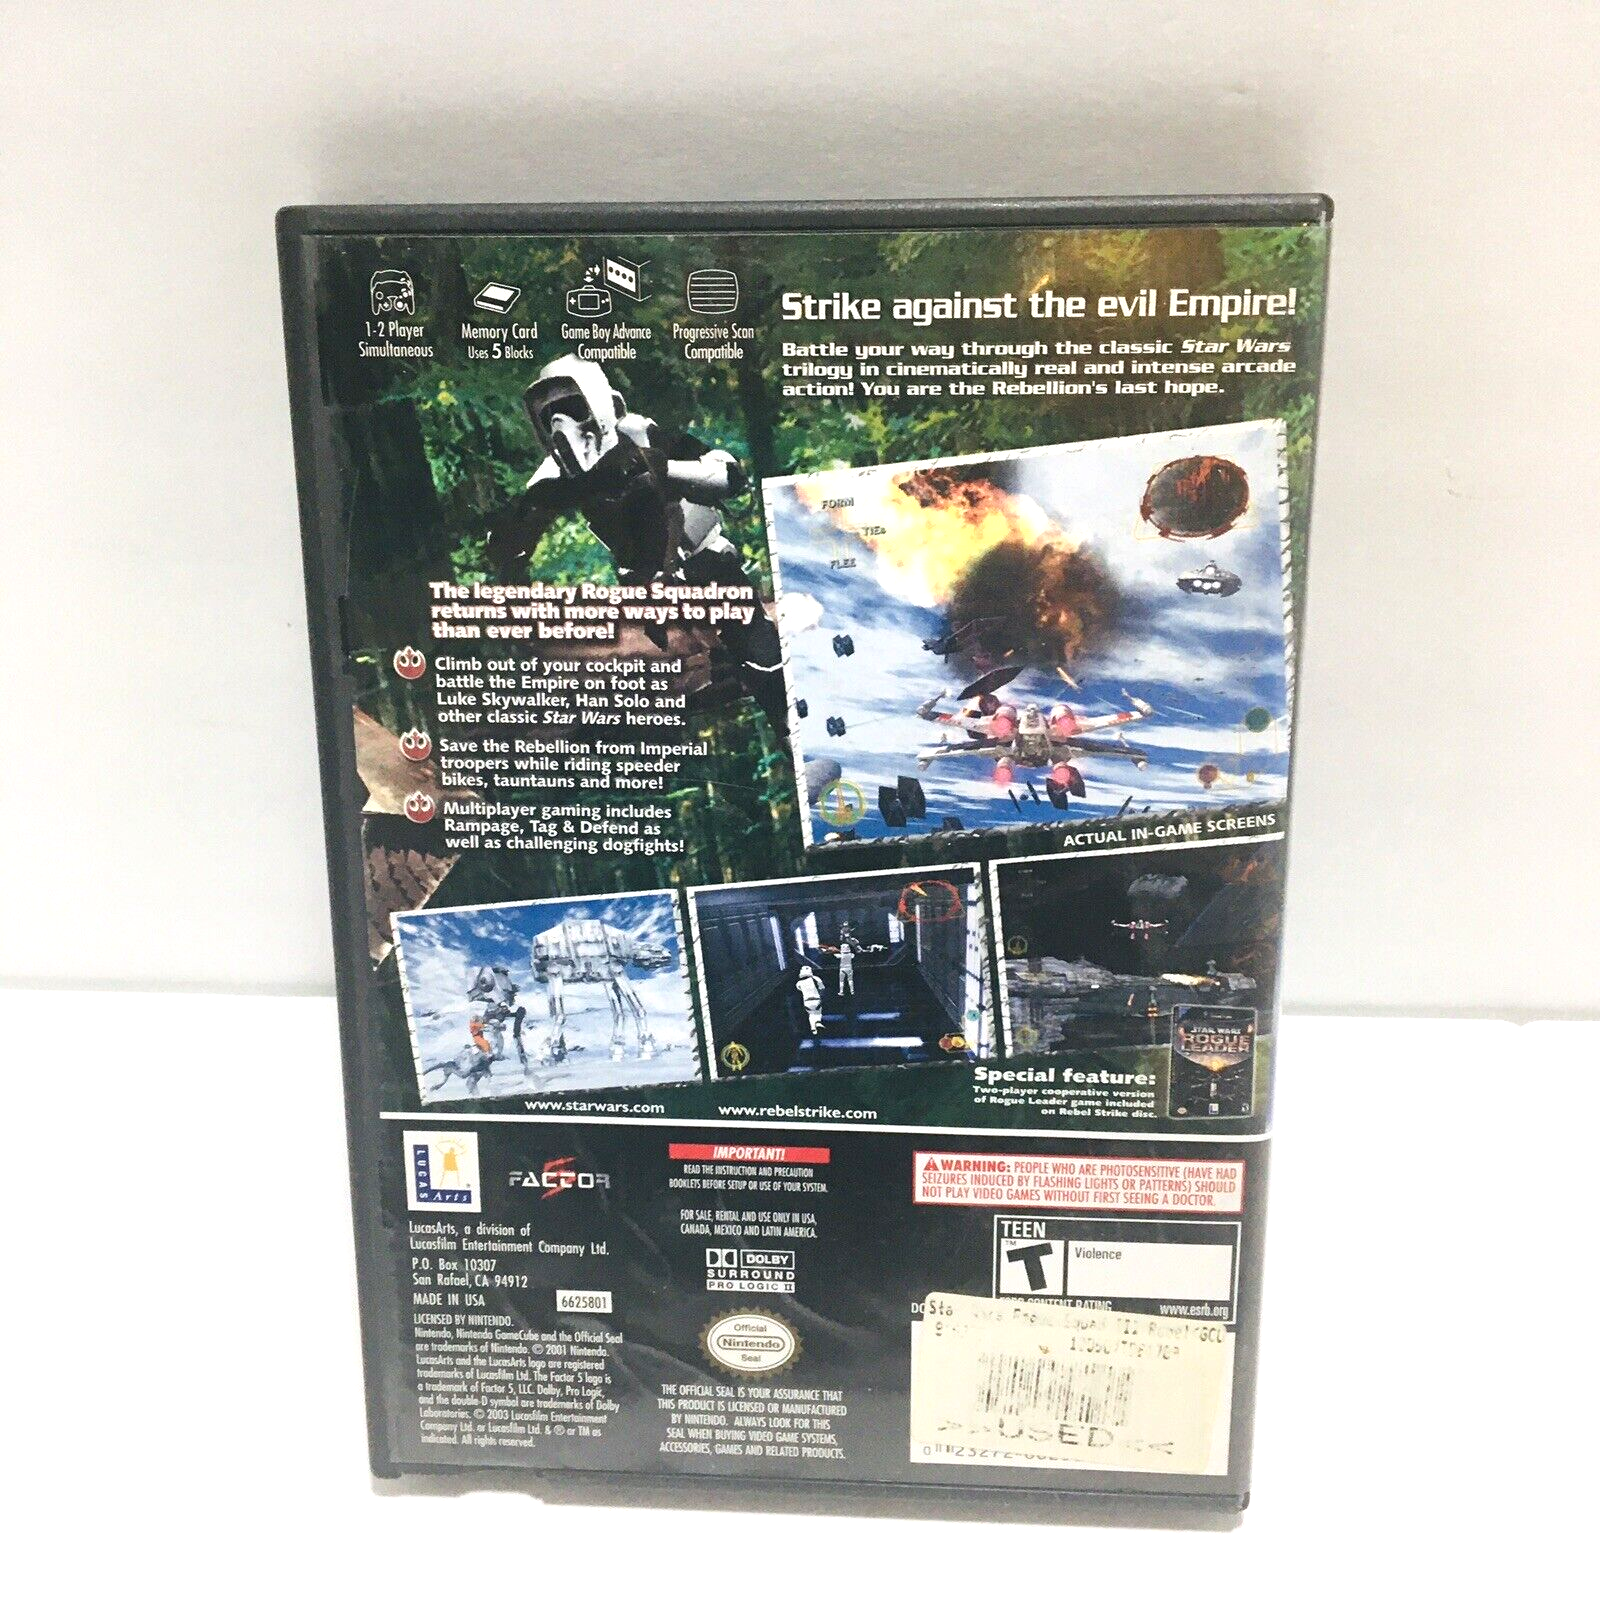 1-2 Player
Simultaneous
Memory Card
Uses 5 Blocks
Game Boy Advance
Compatible
Progressive Scan
Compatible
Strike against the evil Empire!
Battle your way through the classic Star Wars
trilogy in cinematically real and intense arcade
action! You are the Rebellion's last hope.
FORM
TIEs
FLEE
The legendary Rogue Squadron
returns with more ways to play
than ever before!
Climb out of your cockpit and
battle the Empire on foot as
Luke Skywalker, Han Solo and
other classic Star Wars heroes.
Save the Rebellion from Imperial
troopers while riding speeder
bikes, tauntauns and more!
Multiplayer gaming includes
Rampage, Tag & Defend as
well as challenging dogfights!
ACTUAL IN-GAME SCREENS
STAR WARS
ROGUE
LEADER
Special feature:
Two-player cooperative version
of Rogue Leader game included
on Rebel Strike disc.
www.starwars.com
www.rebelstrike.com
LUCAS
Arts
FACTOR 5
IMPORTANT!
READ THE INSTRUCTION AND PRECAUTION
BOOKLETS BEFORE SETUP OR USE OF YOUR SYSTEM.
FOR SALE, RENTAL AND USE ONLY IN USA,
CANADA, MEXICO AND LATIN AMERICA.
DOLBY
SURROUND
PRO LOGIC II
WARNING: PEOPLE WHO ARE PHOTOSENSITIVE (HAVE HAD
SEIZURES INDUCED BY FLASHING LIGHTS OR PATTERNS) SHOULD
NOT PLAY VIDEO GAMES WITHOUT FIRST SEEING A DOCTOR.
TEEN
T
TM
Violence
CONTENT RATING
www.esrb.org
LucasArts, a division of
Lucasfilm Entertainment Company Ltd.
P.O. Box 10307
San Rafael, CA 94912
MADE IN USA
6625801
LICENSED BY NINTENDO.
Nintendo, Nintendo GameCube and the Official Seal
are trademarks of Nintendo. © 2001 Nintendo.
LucasArts and the LucasArts logo are registered
trademarks of Lucasfilm Ltd. The Factor 5 logo is
a trademark of Factor 5, LLC. Dolby, Pro Logic,
and the double-D symbol are trademarks of Dolby
Laboratories. © 2003 Lucasfilm Entertainment
Company Ltd. or Lucasfilm Ltd. & ® or TM as
indicated. All rights reserved.
Official
Nintendo
Seal
THE OFFICIAL SEAL IS YOUR ASSURANCE THAT
THIS PRODUCT IS LICENSED OR MANUFACTURED
BY NINTENDO. ALWAYS LOOK FOR THIS
SEAL WHEN BUYING VIDEO GAME SYSTEMS,
ACCESSORIES, GAMES AND RELATED PRODUCTS.
>>USED<<
0 23272